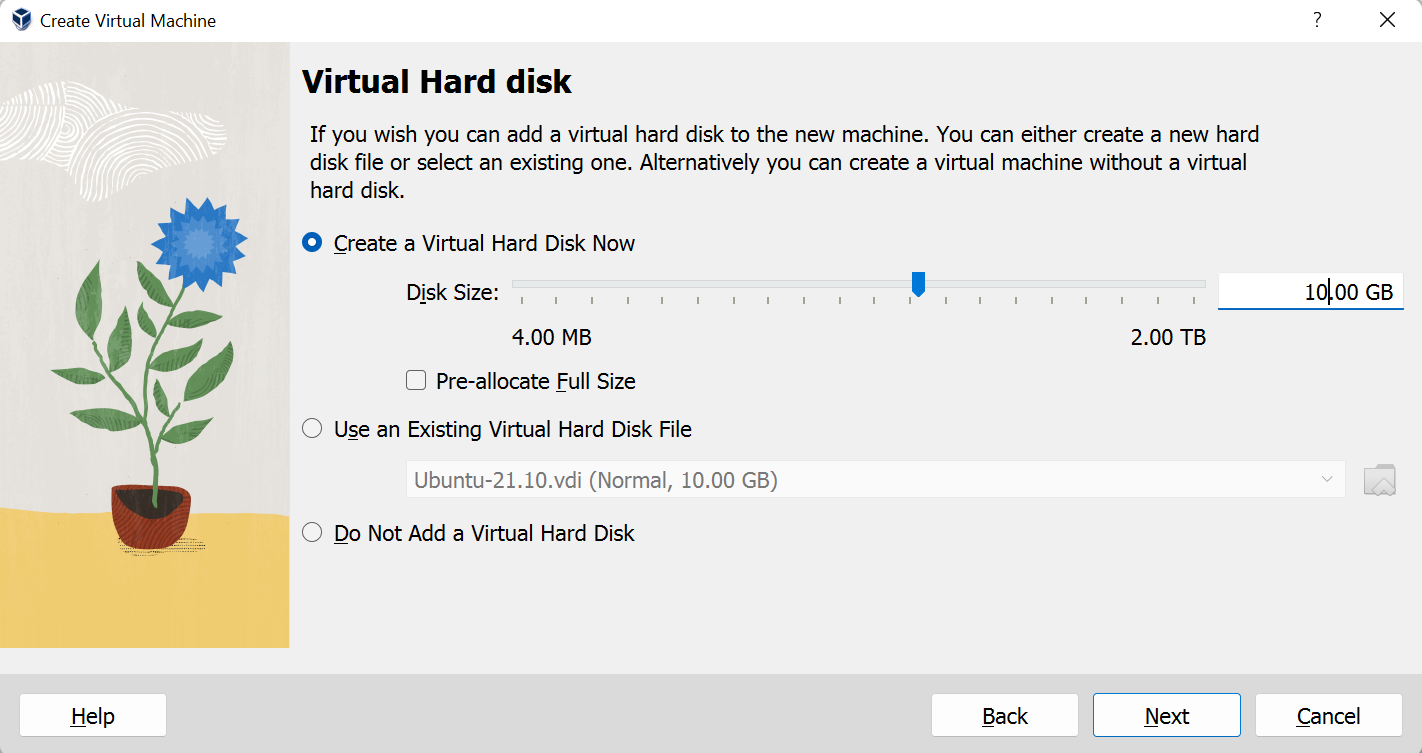 Create Virtual Machine
?
Virtual Hard disk
If you wish you can add a virtual hard disk to the new machine. You can either create a new hard
disk file or select an existing one. Alternatively you can create a virtual machine without a virtual
hard disk.
Create a Virtual Hard Disk Now
Disk Size: 10.00 GB
4.00 MB 2.00 TB
Pre-allocate Full Size
Use an Existing Virtual Hard Disk File
Ubuntu-21.10.vdi (Normal, 10.00 GB)
Do Not Add a Virtual Hard Disk
Help Back Next Cancel